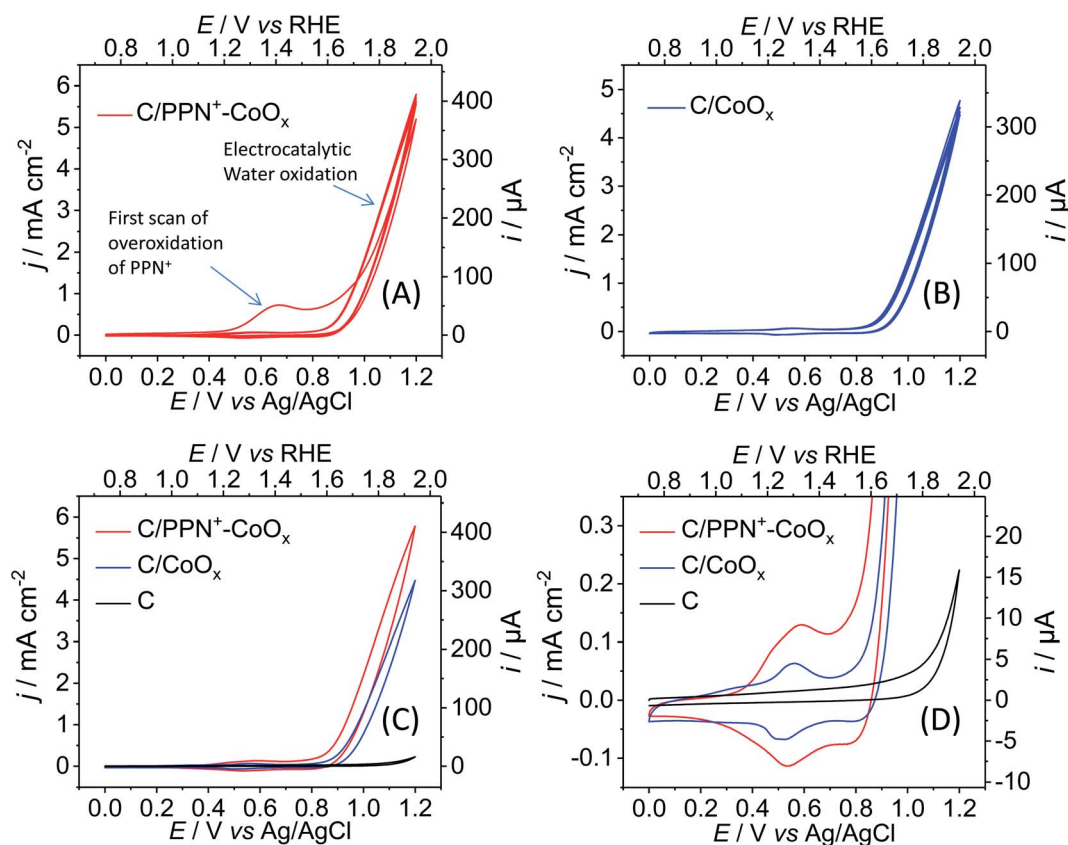 E / V vs RHE
0.8 1.0 1.2 1.4 1.6 1.8 2.0
C/PPN⁺-CoOₓ
Electrocatalytic
Water oxidation
First scan of
overoxidation
of PPN⁺
(A)
j / mA cm⁻²
6
5
4
3
2
1
0
i / µA
400
300
200
100
0
0.0 0.2 0.4 0.6 0.8 1.0 1.2
E / V vs Ag/AgCl
E / V vs RHE
0.8 1.0 1.2 1.4 1.6 1.8 2.0
C/CoOₓ
(B)
j / mA cm⁻²
5
4
3
2
1
0
i / µA
300
200
100
0
0.0 0.2 0.4 0.6 0.8 1.0 1.2
E / V vs Ag/AgCl
E / V vs RHE
0.8 1.0 1.2 1.4 1.6 1.8 2.0
C/PPN⁺-CoOₓ
C/CoOₓ
C
(C)
j / mA cm⁻²
6
5
4
3
2
1
0
i / µA
400
300
200
100
0
0.0 0.2 0.4 0.6 0.8 1.0 1.2
E / V vs Ag/AgCl
E / V vs RHE
0.8 1.0 1.2 1.4 1.6 1.8 2.0
C/PPN⁺-CoOₓ
C/CoOₓ
C
(D)
j / mA cm⁻²
0.3
0.2
0.1
0.0
-0.1
i / µA
20
15
10
5
0
-5
-10
0.0 0.2 0.4 0.6 0.8 1.0 1.2
E / V vs Ag/AgCl